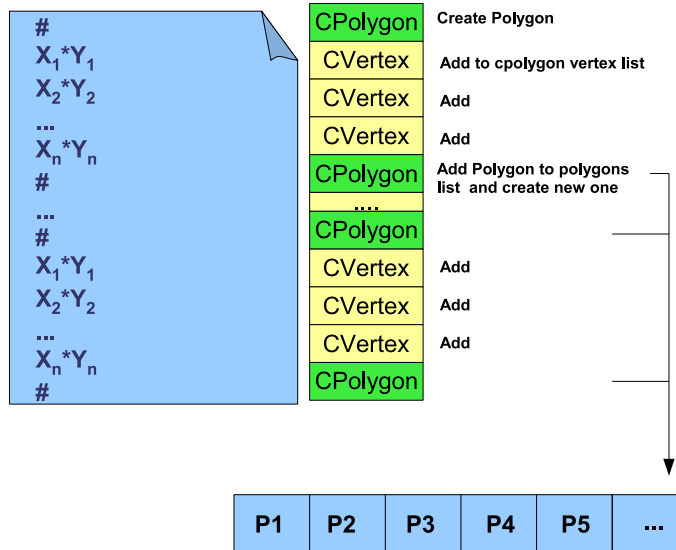 #
X₁*Y₁
X₂*Y₂
...
Xₙ*Yₙ
#
...
#
X₁*Y₁
X₂*Y₂
...
Xₙ*Yₙ
#
CPolygon Create Polygon
CVertex Add to cpolygon vertex list
CVertex Add
CVertex Add
CPolygon Add Polygon to polygons
list and create new one
....
CPolygon
CVertex Add
CVertex Add
CVertex Add
CPolygon
P1 P2 P3 P4 P5 ...